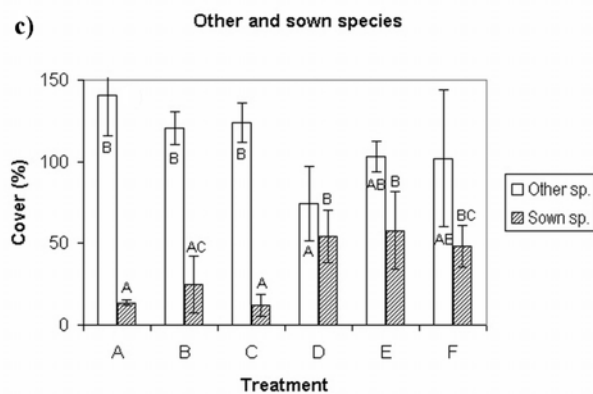 c)
Other and sown species
150
100
50
0
Cover (%)
B
A
B
AC
B
A
A
B
AB
B
AB
BC
A B C D E F
Treatment
Other sp.
Sown sp.